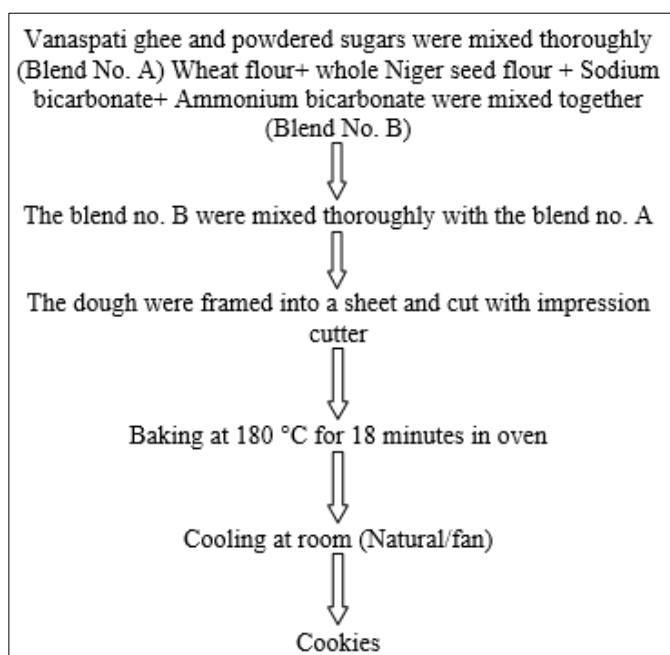 Vanaspati ghee and powdered sugars were mixed thoroughly
(Blend No. A) Wheat flour+ whole Niger seed flour + Sodium
bicarbonate+ Ammonium bicarbonate were mixed together
(Blend No. B)
The blend no. B were mixed thoroughly with the blend no. A
The dough were framed into a sheet and cut with impression
cutter
Baking at 180 °C for 18 minutes in oven
Cooling at room (Natural/fan)
Cookies